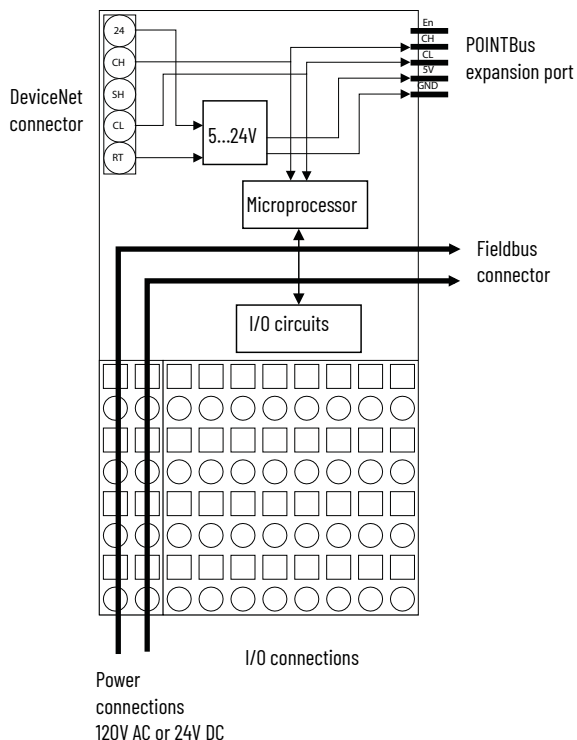 24
CH
SH
CL
RT
DeviceNet
connector
5...24V
En
CH
CL
5V
GND
POINTBus
expansion port
Microprocessor
Fieldbus
connector
I/O circuits
I/O connections
Power
connections
120V AC or 24V DC